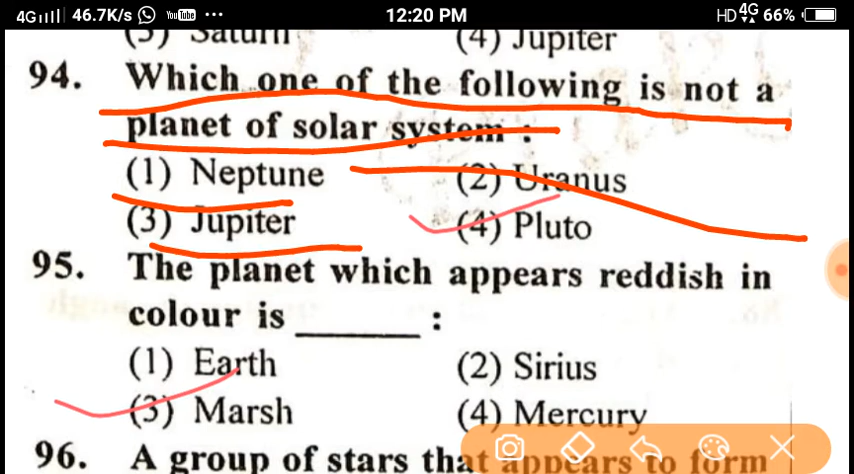 4G 46.7K/s YouTube ... 12:20 PM HD 4G 66%
(3) Saturn (4) Jupiter
94. Which one of the following is not a
planet of solar system :
(1) Neptune (2) Uranus
(3) Jupiter (4) Pluto
95. The planet which appears reddish in
colour is ______ :
(1) Earth (2) Sirius
(3) Marsh (4) Mercury
96. A group of stars that appears to form